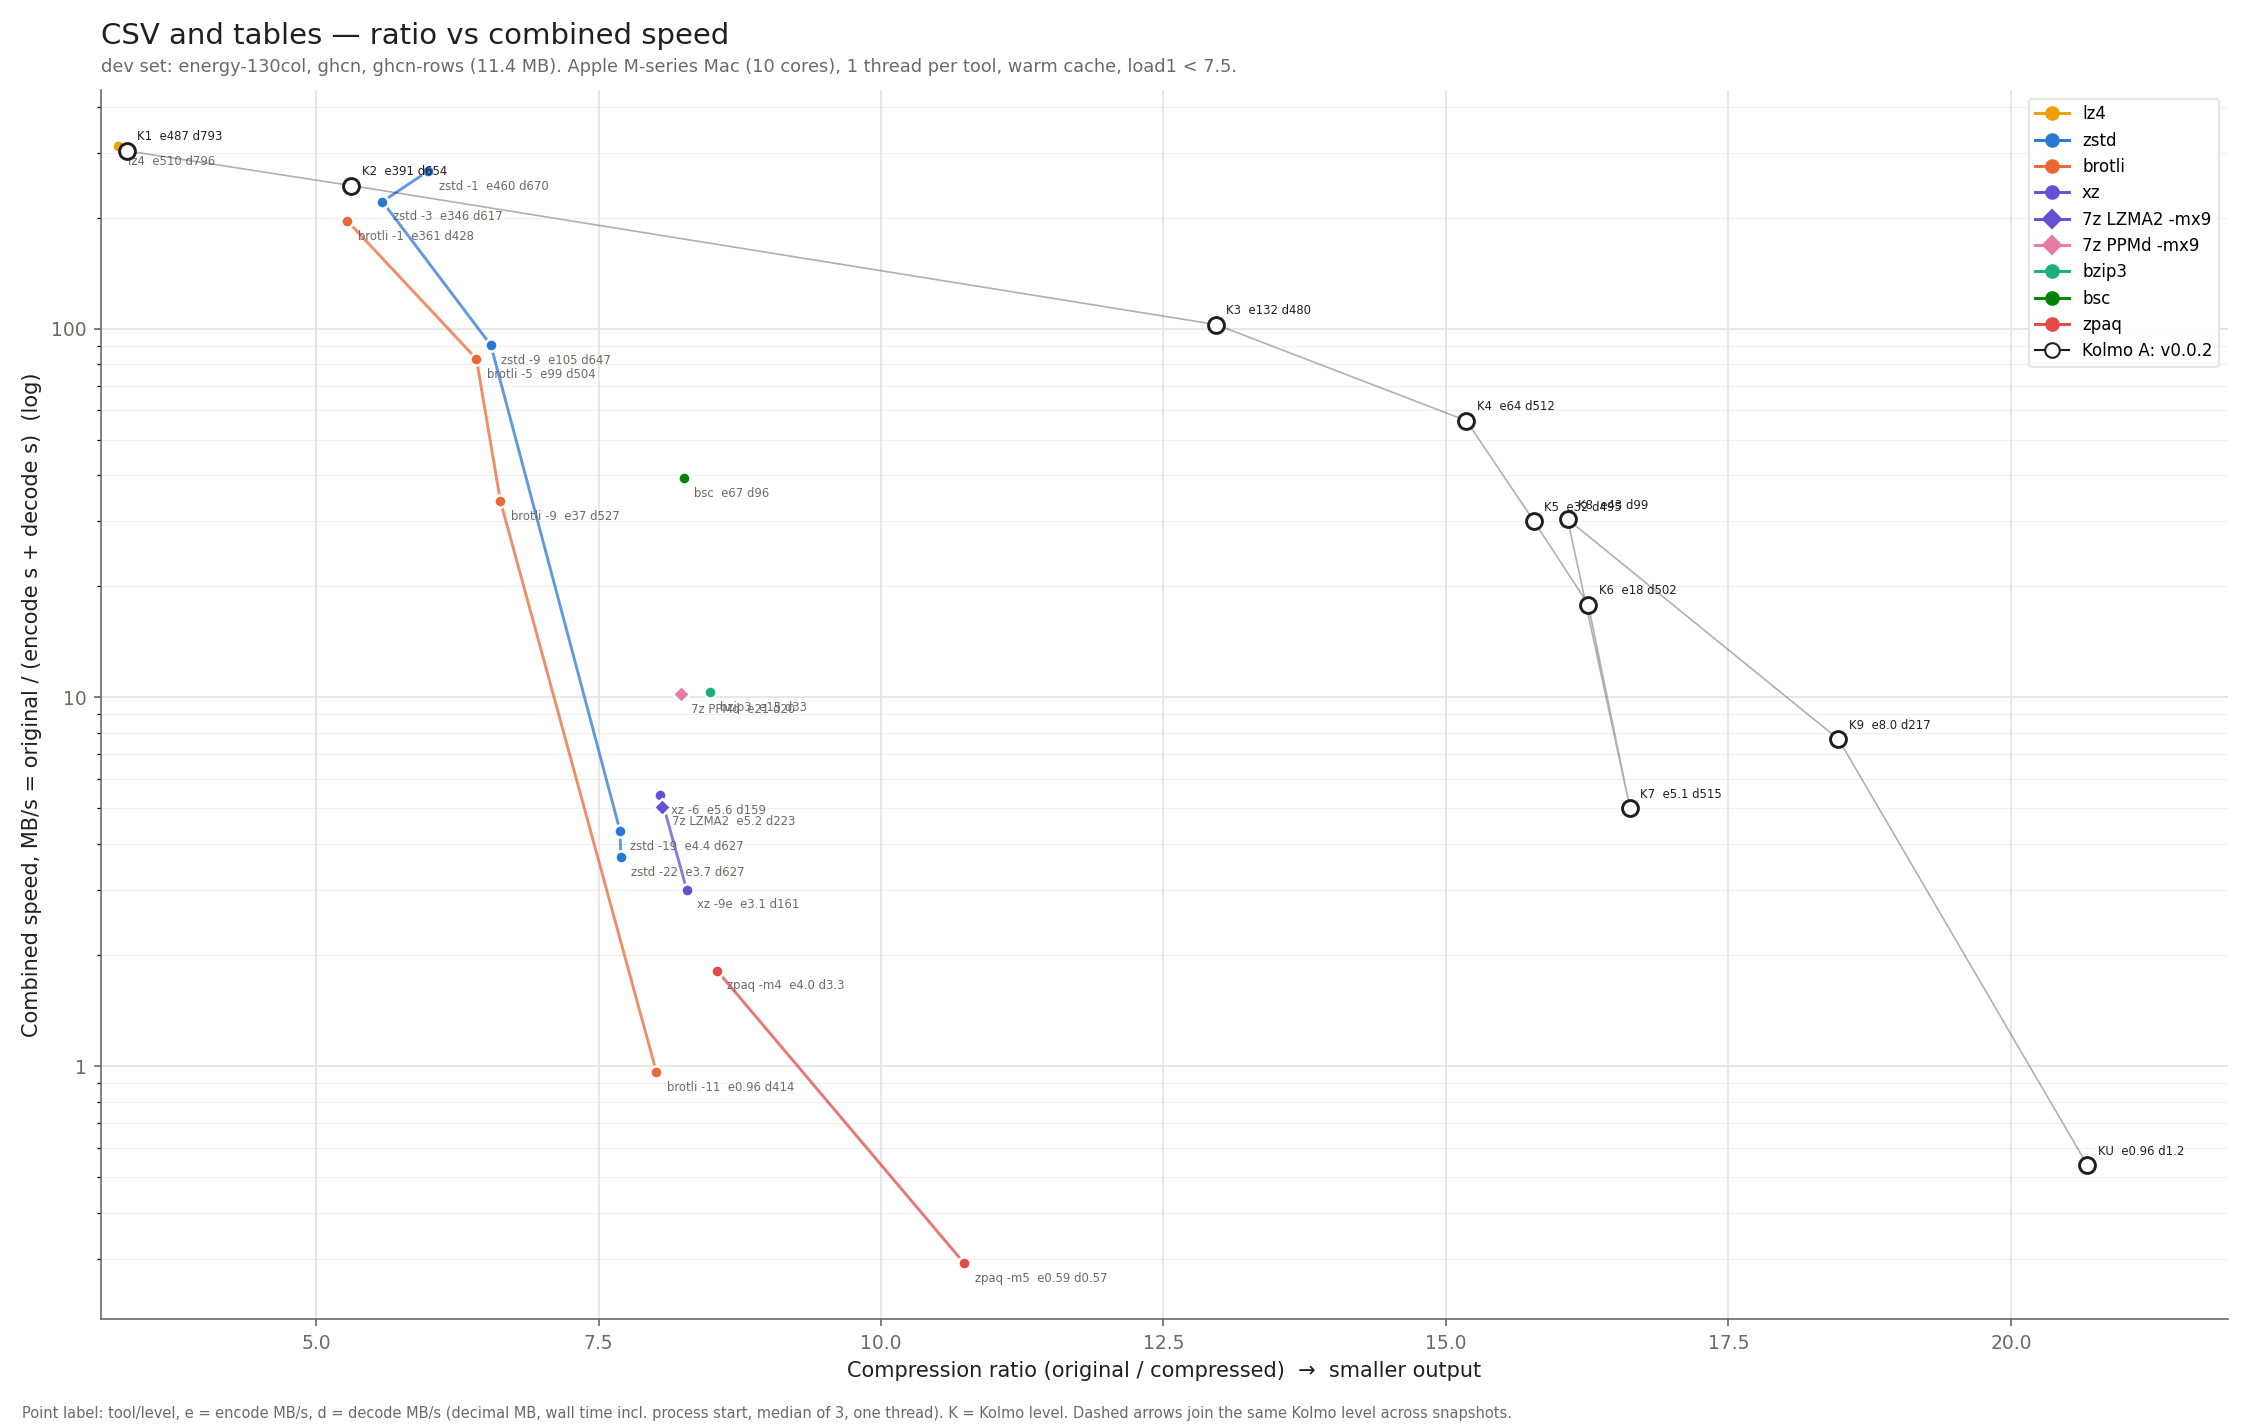 CSV and tables — ratio vs combined speed
dev set: energy-130col, ghcn, ghcn-rows (11.4 MB). Apple M-series Mac (10 cores), 1 thread per tool, warm cache, load1 < 7.5.
lz4
zstd
brotli
xz
7z LZMA2 -mx9
7z PPMd -mx9
bzip3
bsc
zpaq
Kolmo A: v0.0.2
K1 e487 d793
lz4 e510 d796
K2 e391 d654
zstd -1 e460 d670
zstd -3 e346 d617
brotli -1 e361 d428
K3 e132 d480
zstd -9 e105 d647
brotli -5 e99 d504
K4 e64 d512
bsc e67 d96
K5 e32 d495
K8 e43 d99
brotli -9 e37 d527
K6 e18 d502
7z PPMd e21 d20
bzip3 e15 d33
K9 e8.0 d217
K7 e5.1 d515
xz -6 e5.6 d159
7z LZMA2 e5.2 d223
zstd -19 e4.4 d627
zstd -22 e3.7 d627
xz -9e e3.1 d161
zpaq -m4 e4.0 d3.3
brotli -11 e0.96 d414
KU e0.96 d1.2
zpaq -m5 e0.59 d0.57
100
10
1
Combined speed, MB/s = original / (encode s + decode s) (log)
5.0 7.5 10.0 12.5 15.0 17.5 20.0
Compression ratio (original / compressed) → smaller output
Point label: tool/level, e = encode MB/s, d = decode MB/s (decimal MB, wall time incl. process start, median of 3, one thread). K = Kolmo level. Dashed arrows join the same Kolmo level across snapshots.